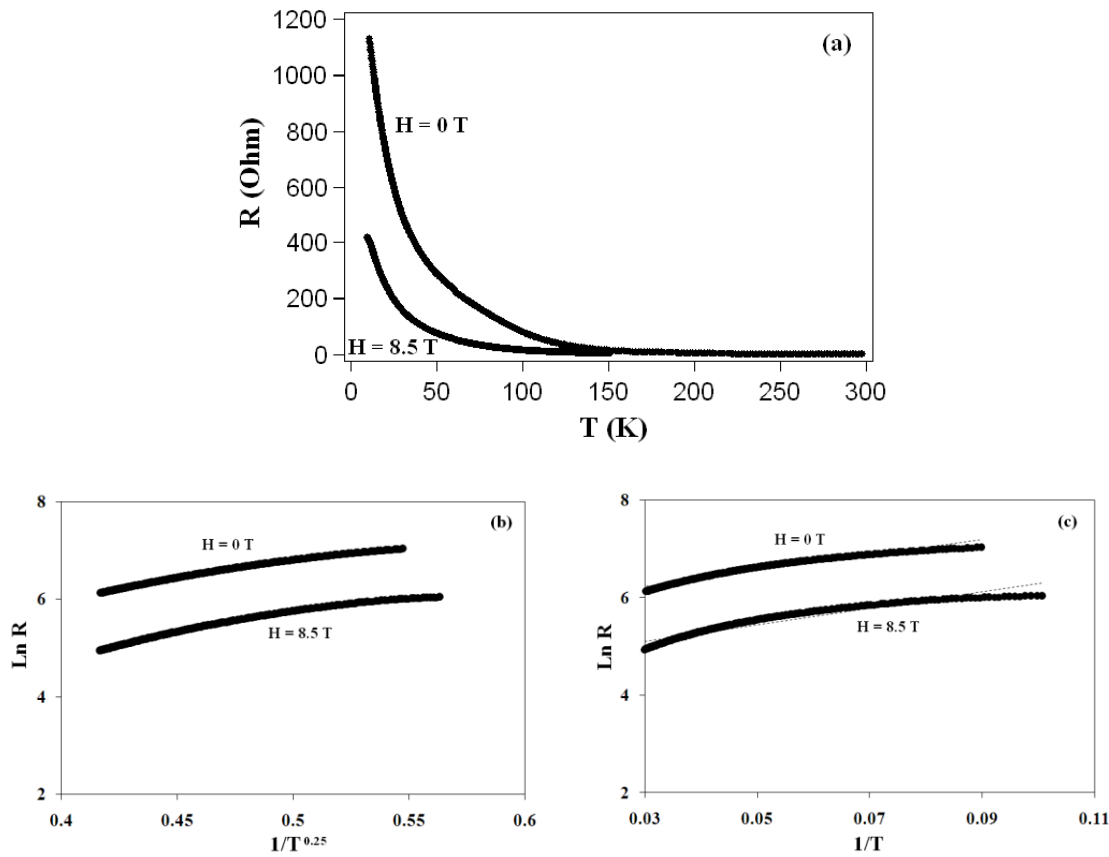 1200
(a)
1000
H = 0 T
800
R (Ohm)
600
400
200
H = 8.5 T
0
0 50 100 150 200 250 300
T (K)
8
(b)
H = 0 T
6
H = 8.5 T
Ln R
4
2
0.4 0.45 0.5 0.55 0.6
1/T^0.25
8
(c)
H = 0 T
6
H = 8.5 T
Ln R
4
2
0.03 0.05 0.07 0.09 0.11
1/T